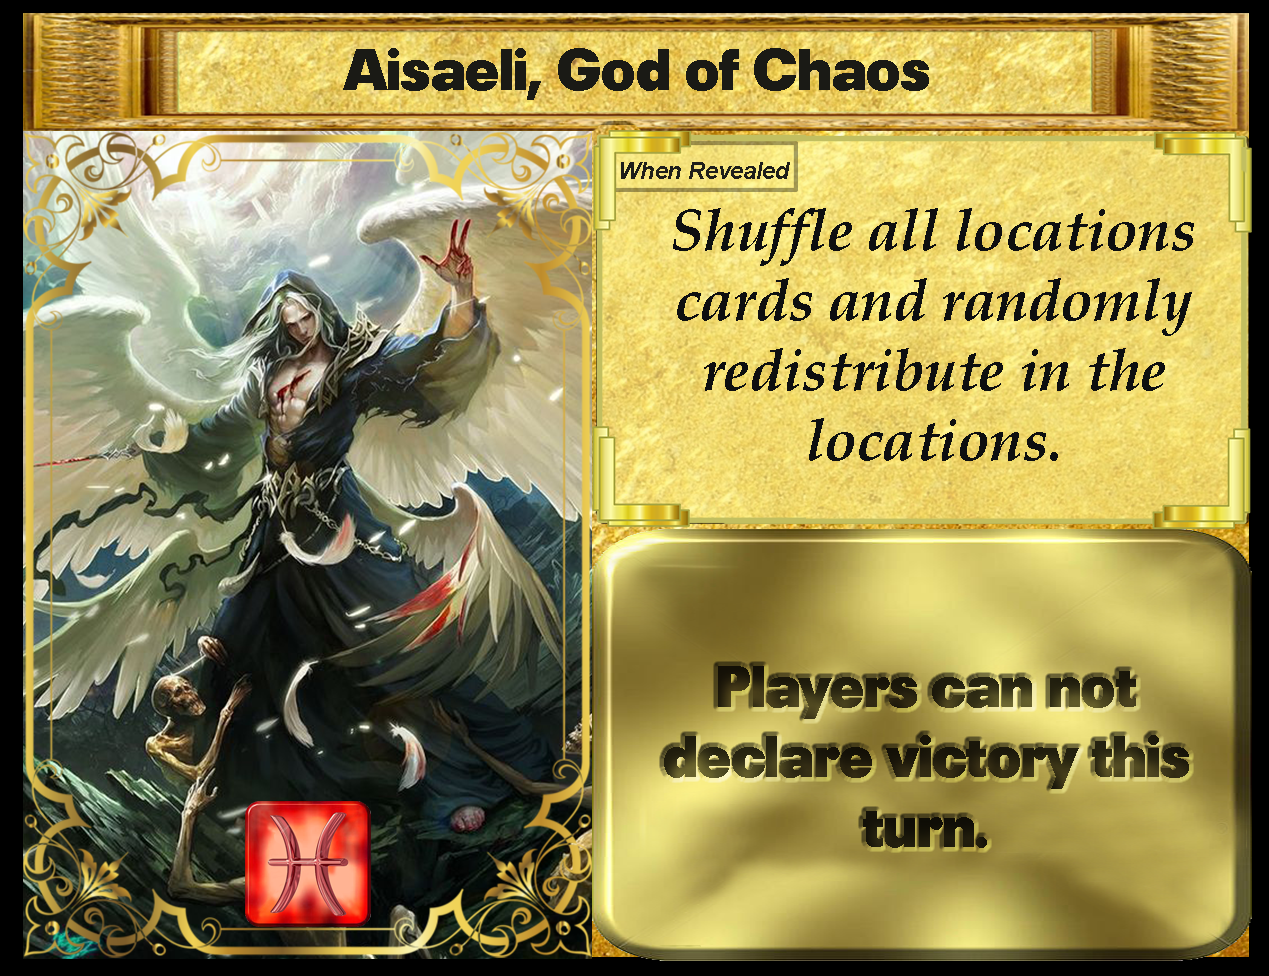 Aisaeli, God of Chaos
When Revealed
Shuffle all locations
cards and randomly
redistribute in the
locations.
Players can not
declare victory this
turn.